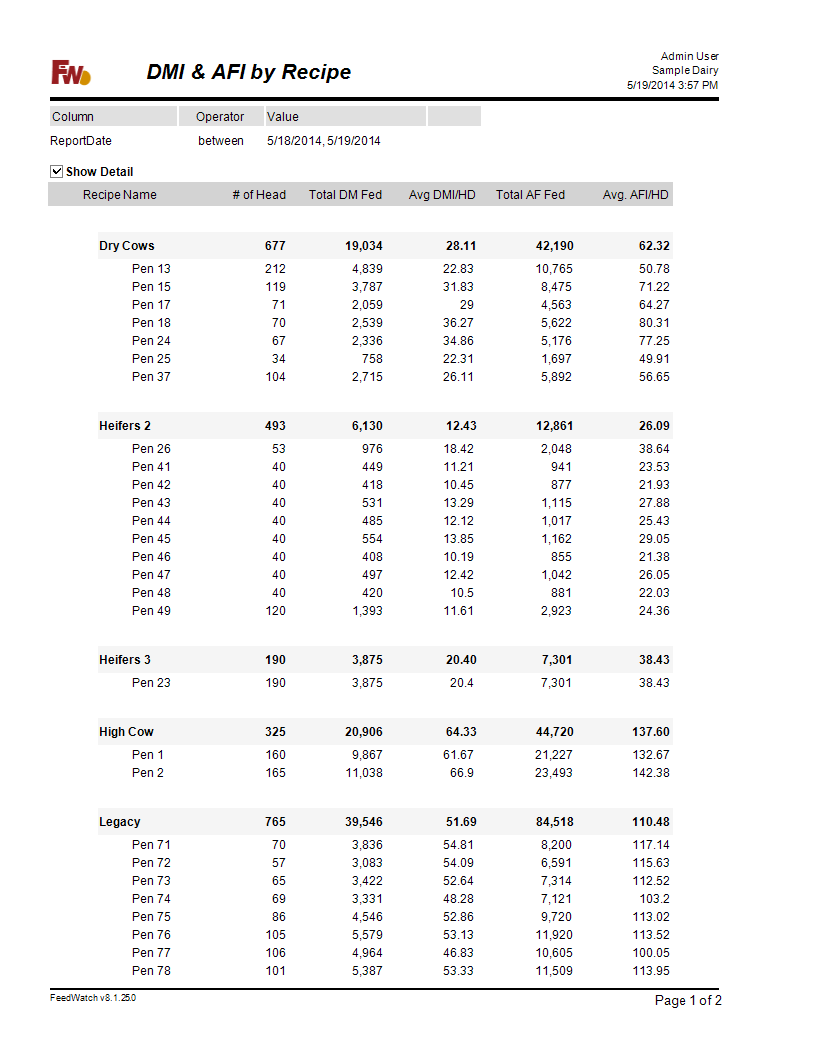 FW
DMI & AFI by Recipe
Admin User
Sample Dairy
5/19/2014 3:57 PM
Column Operator Value
ReportDate between 5/18/2014, 5/19/2014
Show Detail
Recipe Name # of Head Total DM Fed Avg DMI/HD Total AF Fed Avg. AFI/HD
Dry Cows 677 19,034 28.11 42,190 62.32
Pen 13 212 4,839 22.83 10,765 50.78
Pen 15 119 3,787 31.83 8,475 71.22
Pen 17 71 2,059 29 4,563 64.27
Pen 18 70 2,539 36.27 5,622 80.31
Pen 24 67 2,336 34.86 5,176 77.25
Pen 25 34 758 22.31 1,697 49.91
Pen 37 104 2,715 26.11 5,892 56.65
Heifers 2 493 6,130 12.43 12,861 26.09
Pen 26 53 976 18.42 2,048 38.64
Pen 41 40 449 11.21 941 23.53
Pen 42 40 418 10.45 877 21.93
Pen 43 40 531 13.29 1,115 27.88
Pen 44 40 485 12.12 1,017 25.43
Pen 45 40 554 13.85 1,162 29.05
Pen 46 40 408 10.19 855 21.38
Pen 47 40 497 12.42 1,042 26.05
Pen 48 40 420 10.5 881 22.03
Pen 49 120 1,393 11.61 2,923 24.36
Heifers 3 190 3,875 20.40 7,301 38.43
Pen 23 190 3,875 20.4 7,301 38.43
High Cow 325 20,906 64.33 44,720 137.60
Pen 1 160 9,867 61.67 21,227 132.67
Pen 2 165 11,038 66.9 23,493 142.38
Legacy 765 39,546 51.69 84,518 110.48
Pen 71 70 3,836 54.81 8,200 117.14
Pen 72 57 3,083 54.09 6,591 115.63
Pen 73 65 3,422 52.64 7,314 112.52
Pen 74 69 3,331 48.28 7,121 103.2
Pen 75 86 4,546 52.86 9,720 113.02
Pen 76 105 5,579 53.13 11,920 113.52
Pen 77 106 4,964 46.83 10,605 100.05
Pen 78 101 5,387 53.33 11,509 113.95
FeedWatch v8.1.25.0
Page 1 of 2